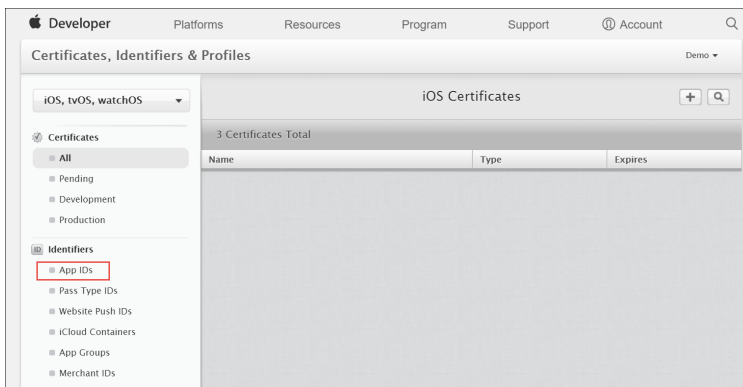 Developer
Platforms
Resources
Program
Support
Account
Certificates, Identifiers & Profiles
Demo
iOS, tvOS, watchOS
iOS Certificates
Certificates
3 Certificates Total
All
Name
Type
Expires
Pending
Development
Production
ID Identifiers
App IDs
Pass Type IDs
Website Push IDs
iCloud Containers
App Groups
Merchant IDs